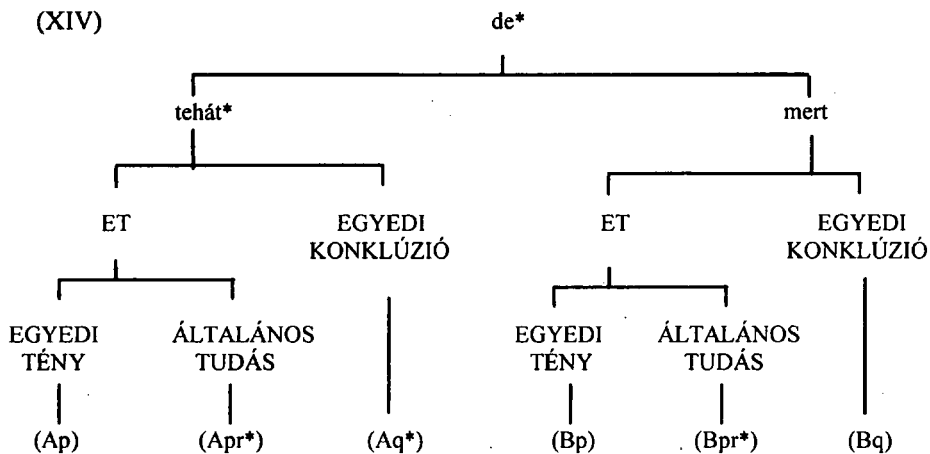 (XIV) de*
tehát* mert
ET EGYEDI KONKLÚZIÓ ET EGYEDI KONKLÚZIÓ
EGYEDI TÉNY ÁLTALÁNOS TUDÁS EGYEDI TÉNY ÁLTALÁNOS TUDÁS
(Ap) (Apr*) (Aq*) (Bp) (Bpr*) (Bq)